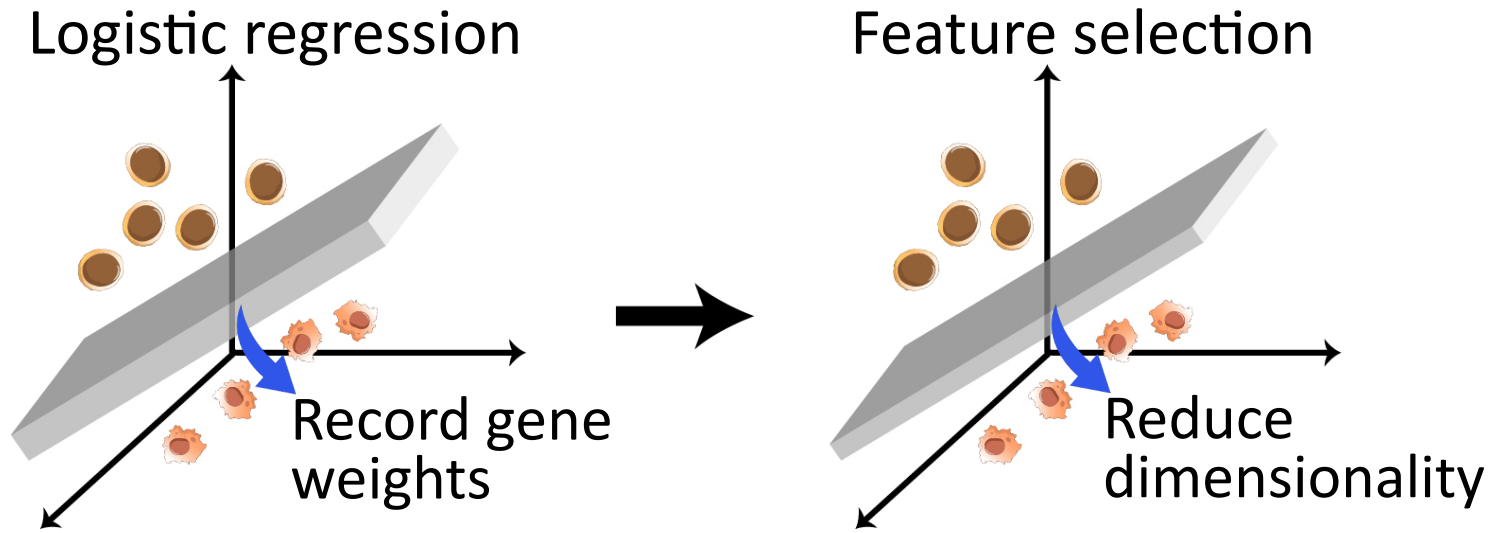 Logistic regression
Feature selection
Record gene
weights
Reduce
dimensionality